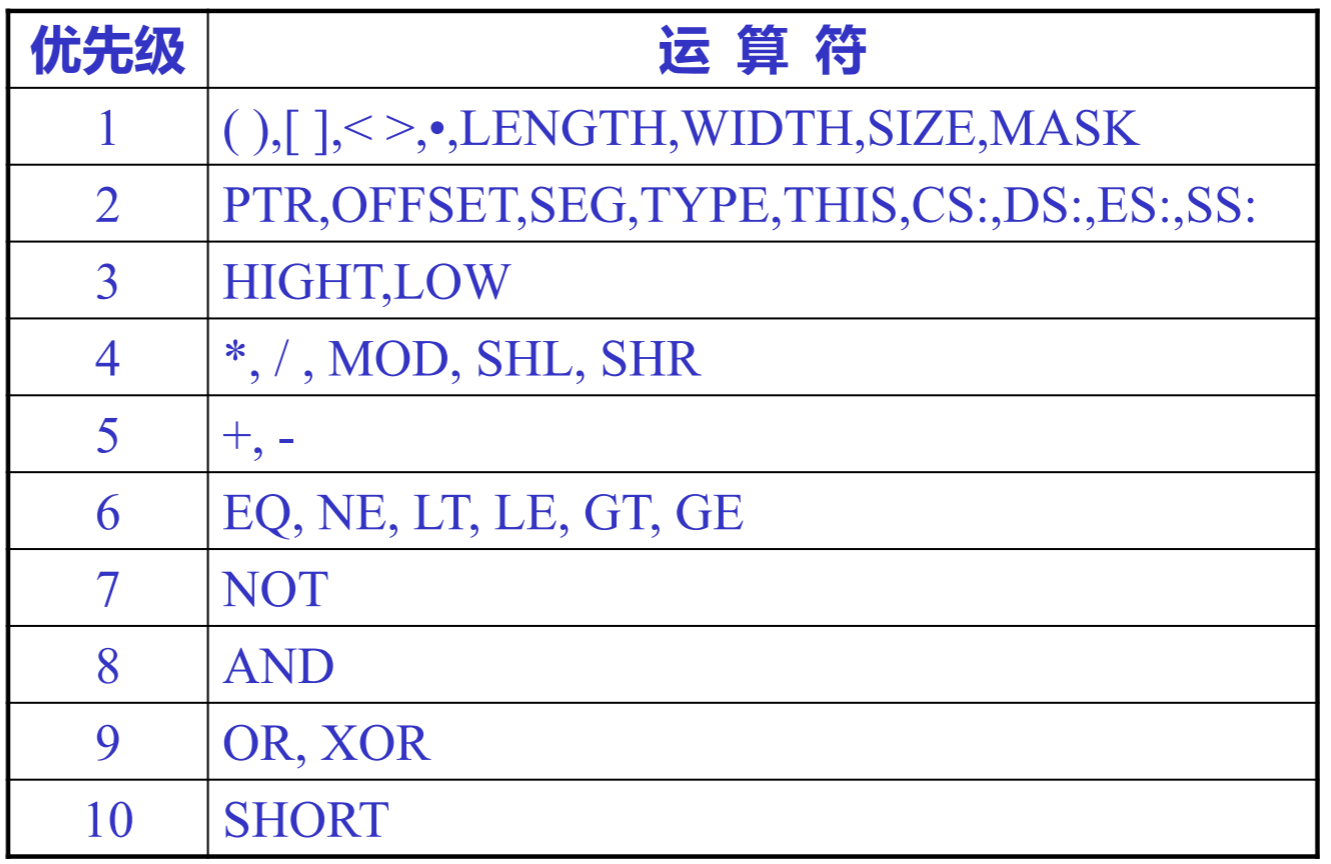 优先级 运 算 符
1 ( ),[ ],< >,•,LENGTH,WIDTH,SIZE,MASK
2 PTR,OFFSET,SEG,TYPE,THIS,CS:,DS:,ES:,SS:
3 HIGHT,LOW
4 *, / , MOD, SHL, SHR
5 +, -
6 EQ, NE, LT, LE, GT, GE
7 NOT
8 AND
9 OR, XOR
10 SHORT